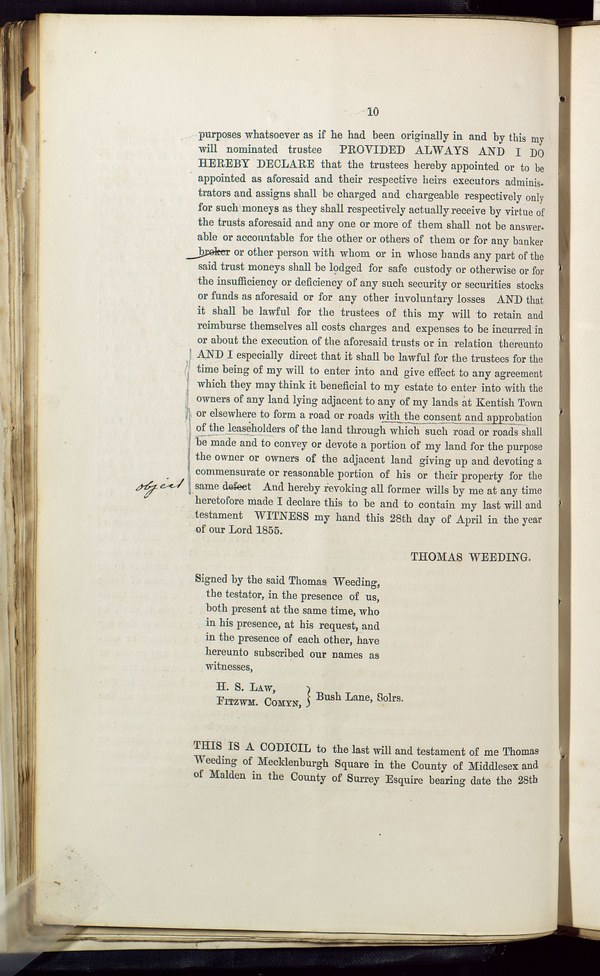 10
purposes whatsoever as if he had been originally in and by this my
will nominated trustee PROVIDED ALWAYS AND I DO
HEREBY DECLARE that the trustees hereby appointed or to be
appointed as aforesaid and their respective heirs executors adminis-
trators and assigns shall be charged and chargeable respectively only
for such moneys as they shall respectively actually receive by virtue of
the trusts aforesaid and any one or more of them shall not be answer-
able or accountable for the other or others of them or for any banker
broker or other person with whom or in whose hands any part of the
said trust moneys shall be lodged for safe custody or otherwise or for
the insufficiency or deficiency of any such security or securities stocks
or funds as aforesaid or for any other involuntary losses AND that
it shall be lawful for the trustees of this my will to retain and
reimburse themselves all costs charges and expenses to be incurred in
or about the execution of the aforesaid trusts or in relation thereunto
AND I especially direct that it shall be lawful for the trustees for the
time being of my will to enter into and give effect to any agreement
which they may think it beneficial to my estate to enter into with the
owners of any land lying adjacent to any of my lands at Kentish Town
or elsewhere to form a road or roads with the consent and approbation
of the leaseholders of the land through which such road or roads shall
be made and to convey or devote a portion of my land for the purpose
the owner or owners of the adjacent land giving up and devoting a
commensurate or reasonable portion of his or their property for the
object same defect And hereby revoking all former wills by me at any time
heretofore made I declare this to be and to contain my last will and
testament WITNESS my hand this 28th day of April in the year
of our Lord 1855.
THOMAS WEEDING.
Signed by the said Thomas Weeding,
the testator, in the presence of us,
both present at the same time, who
in his presence, at his request, and
in the presence of each other, have
hereunto subscribed our names as
witnesses,
H. S. LAW,
FITZWM. COMYN, } Bush Lane, Solrs.
THIS IS A CODICIL to the last will and testament of me Thomas
Weeding of Mecklenburgh Square in the County of Middlesex and
of Malden in the County of Surrey Esquire bearing date the 28th